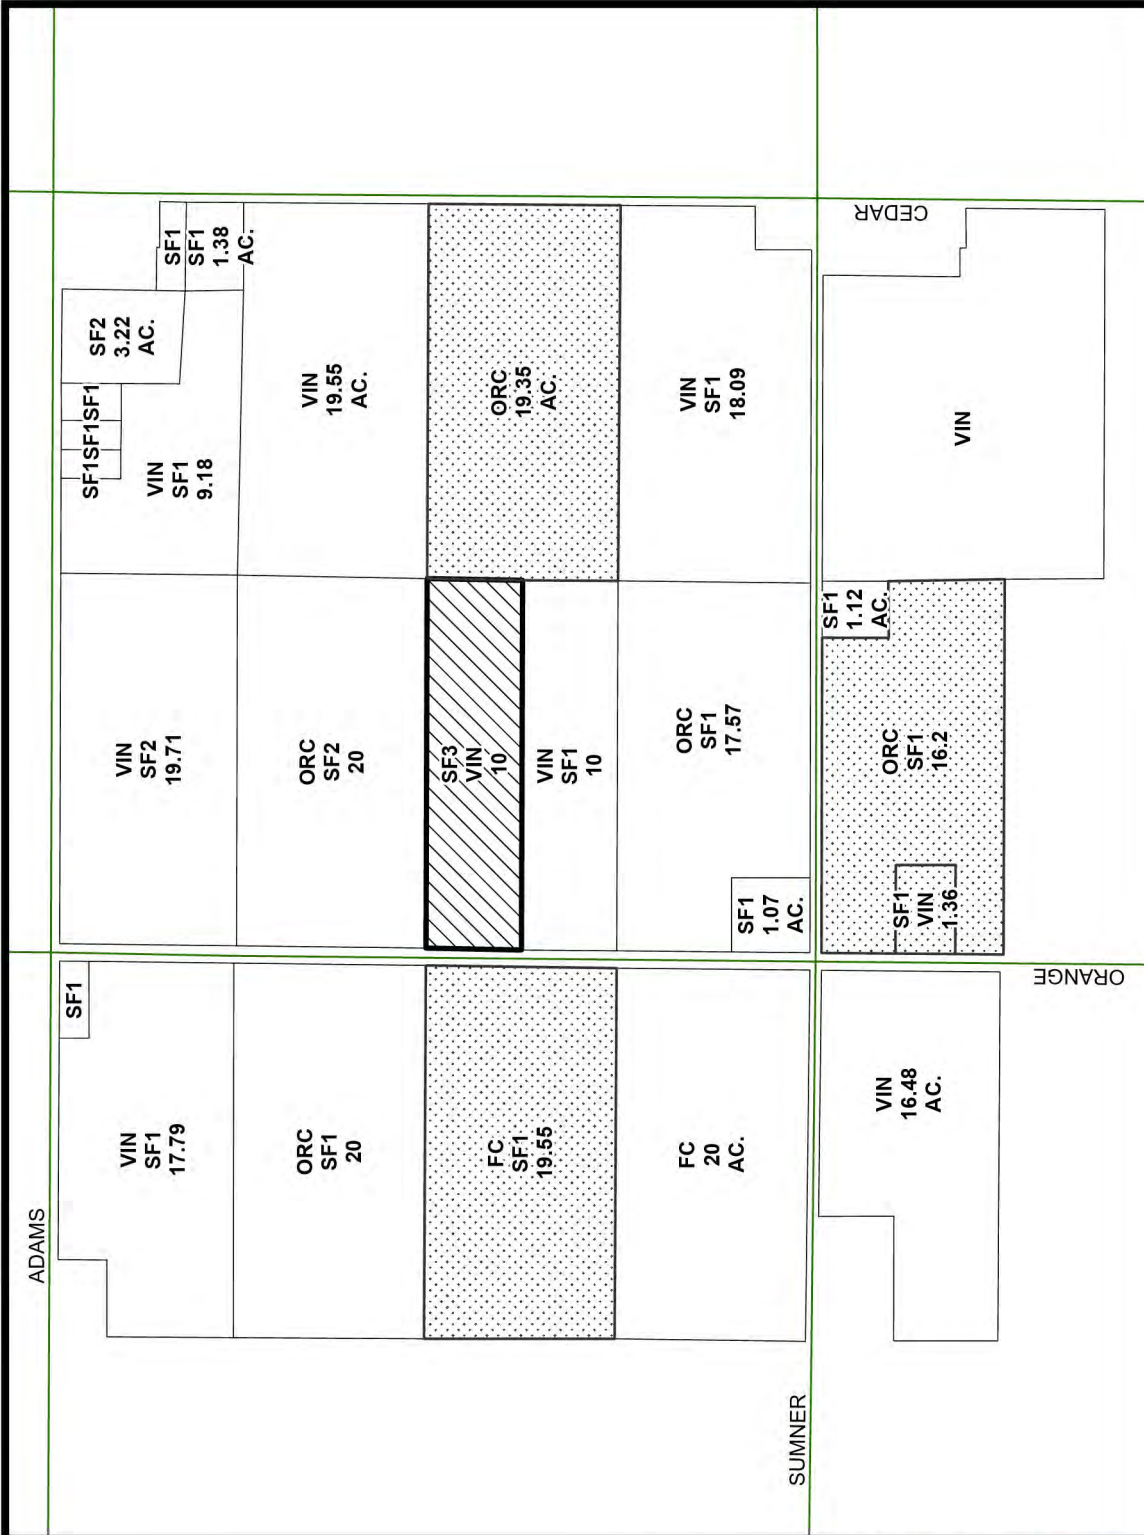 ADAMS
SF1
VIN
SF1
17.79
VIN
SF2
19.71
SF1
SF1
SF1
VIN
SF1
9.18
SF2
3.22
AC.
SF1
SF1
1.38
AC.
ORC
SF1
20
ORC
SF2
20
VIN
19.55
AC.
FC
SF1
19.55
SF3
VIN
10
VIN
SF1
10
ORC
19.35
AC.
FC
20
AC.
ORC
SF1
17.57
SF1
1.07
AC.
VIN
SF1
18.09
SUMNER
CEDAR
VIN
16.48
AC.
SF1
VIN
1.36
ORC
SF1
16.2
SF1
1.12
AC.
VIN
ORANGE